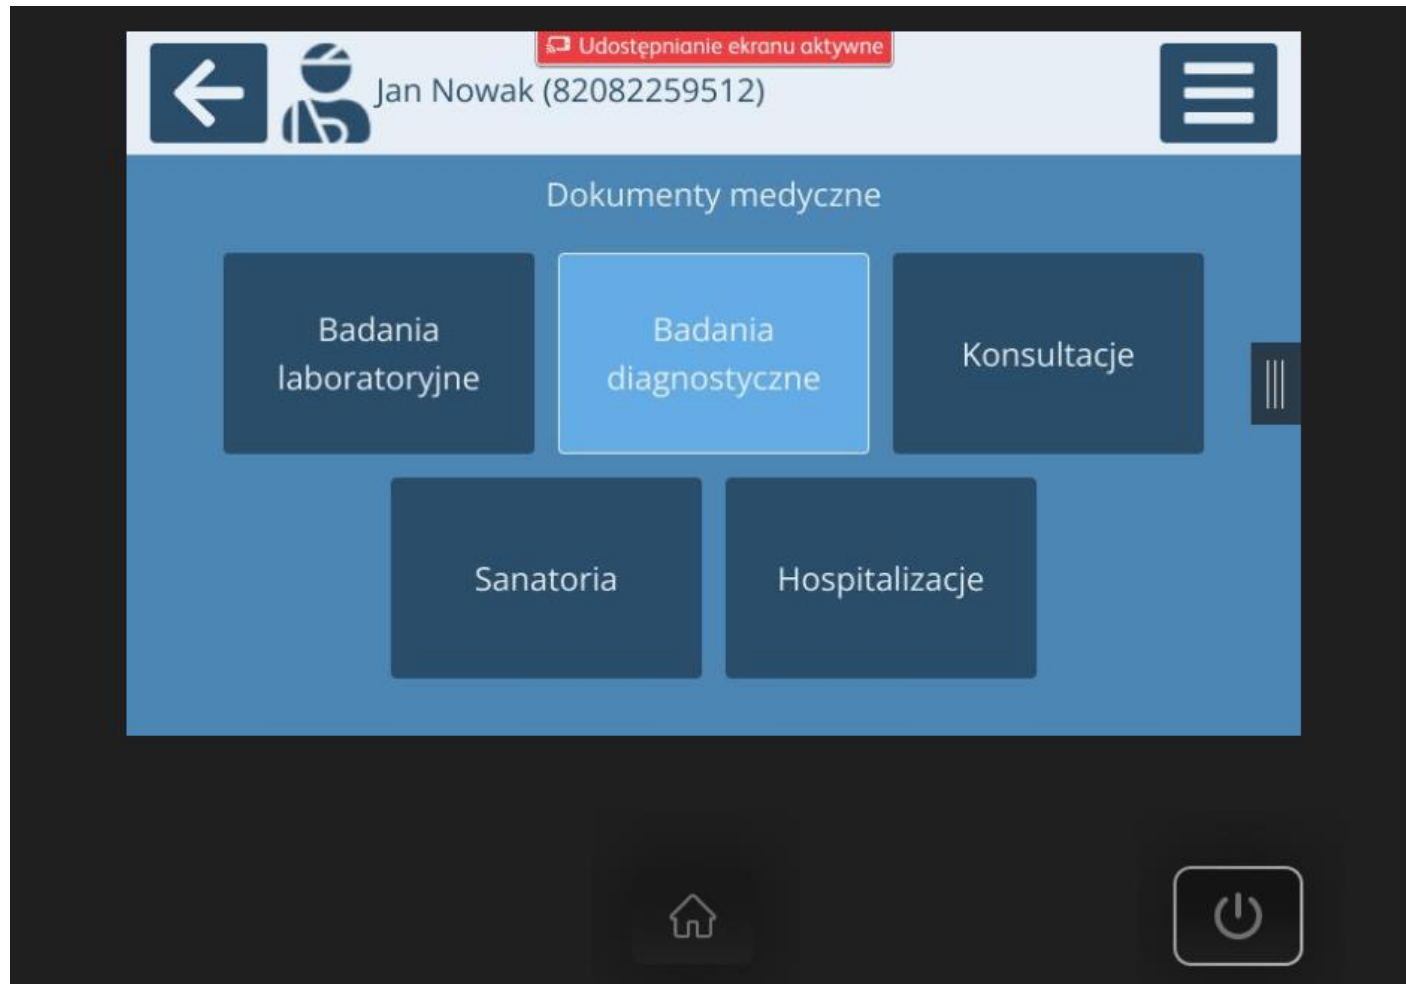 Udostępnianie ekranu aktywne
Jan Nowak (82082259512)
Dokumenty medyczne
Badania
laboratoryjne
Badania
diagnostyczne
Konsultacje
Sanatoria
Hospitalizacje